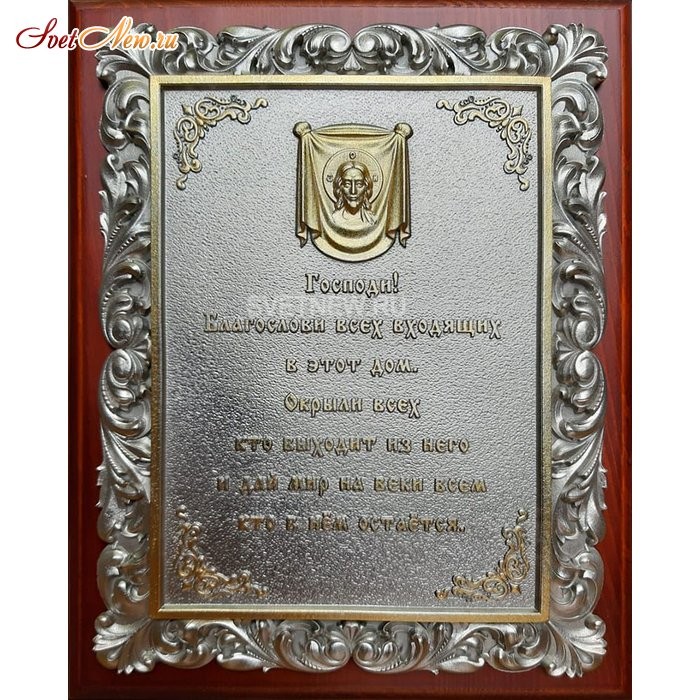 SvetNew.ru
Господи!
Благослови всех входящих
в этот дом.
Окрыли всех
кто выходит из него
и дай мир на веки всем
кто в нём остаётся.